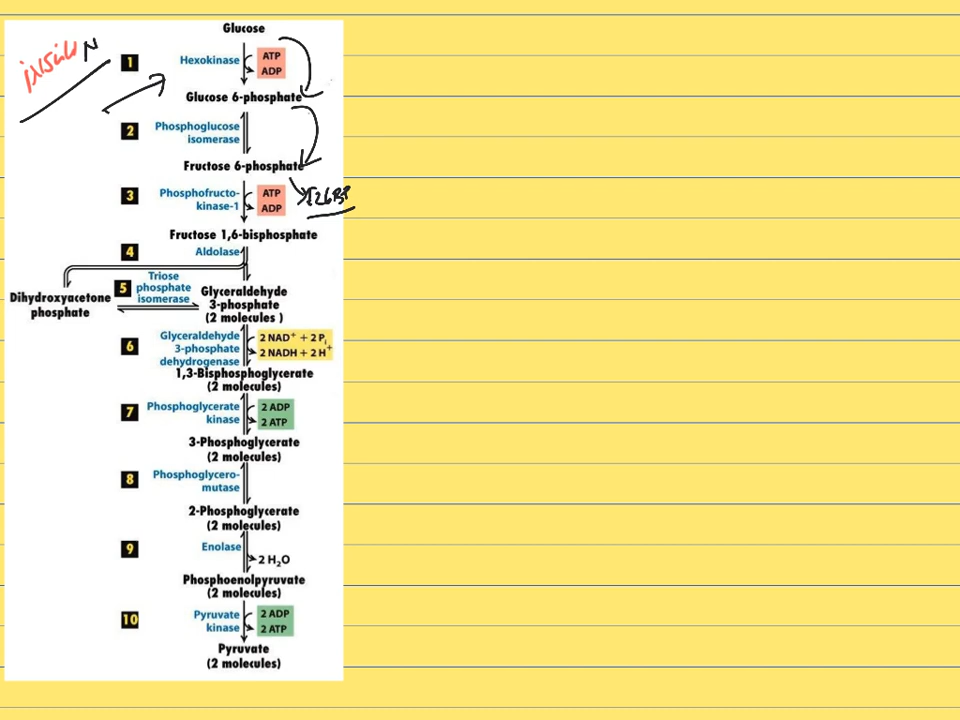 Glucose
insulin
1
Hexokinase
ATP
ADP
Glucose 6-phosphate
2
Phosphoglucose
isomerase
Fructose 6-phosphate
3
Phosphofructo-
kinase-1
ATP
ADP
Fructose 1,6-bisphosphate
4
Aldolase
5
Triose
phosphate
isomerase
Dihydroxyacetone
phosphate
Glyceraldehyde
3-phosphate
(2 molecules )
6
Glyceraldehyde
3-phosphate
dehydrogenase
2 NAD⁺ + 2 Pᵢ
2 NADH + 2 H⁺
1,3-Bisphosphoglycerate
(2 molecules)
7
Phosphoglycerate
kinase
2 ADP
2 ATP
3-Phosphoglycerate
(2 molecules)
8
Phosphoglycero-
mutase
2-Phosphoglycerate
(2 molecules)
9
Enolase
2 H₂O
Phosphoenolpyruvate
(2 molecules)
10
Pyruvate
kinase
2 ADP
2 ATP
Pyruvate
(2 molecules)